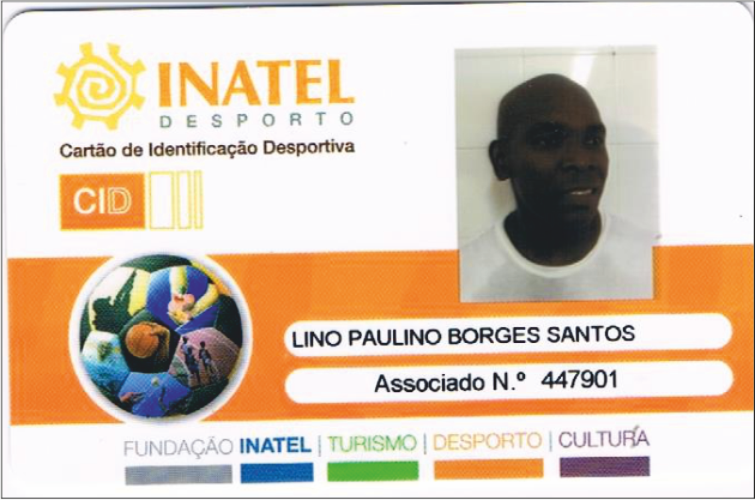 INATEL
DESPORTO
Cartão de Identificação Desportiva
CID
LINO PAULINO BORGES SANTOS
Associado N.º 447901
FUNDAÇÃO INATEL | TURISMO | DESPORTO | CULTURA